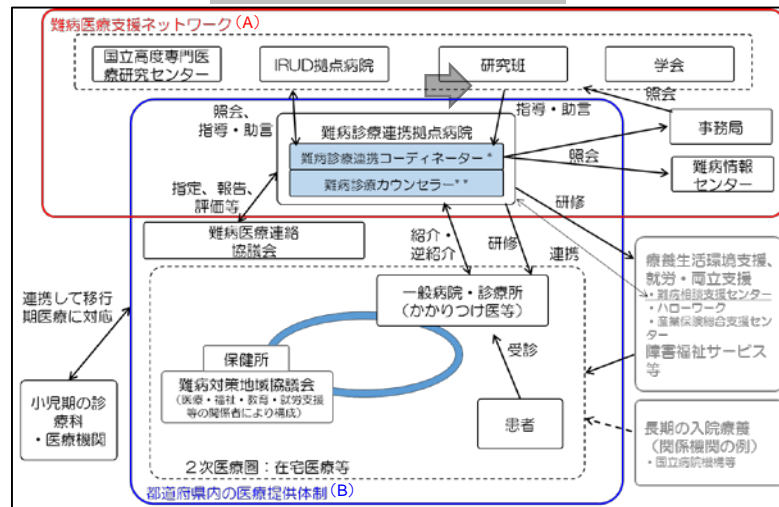 難病医療支援ネットワーク(A)
国立高度専門医
療研究センター
IRUD拠点病院
研究班
学会
照会、
指導・助言
指導・助言
照会
難病診療連携拠点病院
事務局
難病診療連携コーディネーター*
照会
難病診療カウンセラー**
難病情報
センター
指定、報告、
評価等
研修
難病医療連絡
協議会
紹介・
逆紹介
研修
連携
療養生活環境支援、
就労・両立支援
・難病相談支援センター
・ハローワーク
・産業保険総合支援セン
ター
障害福祉サービス
等
一般病院・診療所
(かかりつけ医等)
連携して移行
期医療に対応
受診
保健所
難病対策地域協議会
(医療・福祉・教育・就労支援
等の関係者により構成)
小児期の診
療科
・医療機関
患者
長期の入院療養
(関係機関の例)
・国立病院機構等
2次医療圏:在宅医療等
都道府県内の医療提供体制(B)